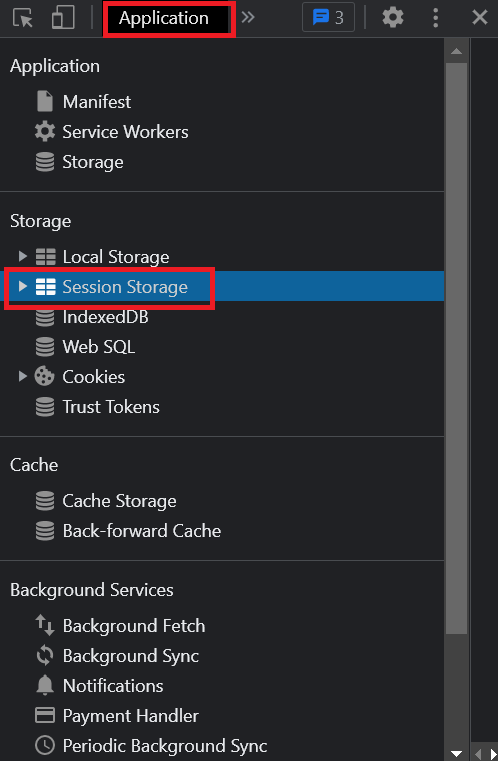 Application
3
Application
Manifest
Service Workers
Storage
Storage
Local Storage
Session Storage
IndexedDB
Web SQL
Cookies
Trust Tokens
Cache
Cache Storage
Back-forward Cache
Background Services
Background Fetch
Background Sync
Notifications
Payment Handler
Periodic Background Sync